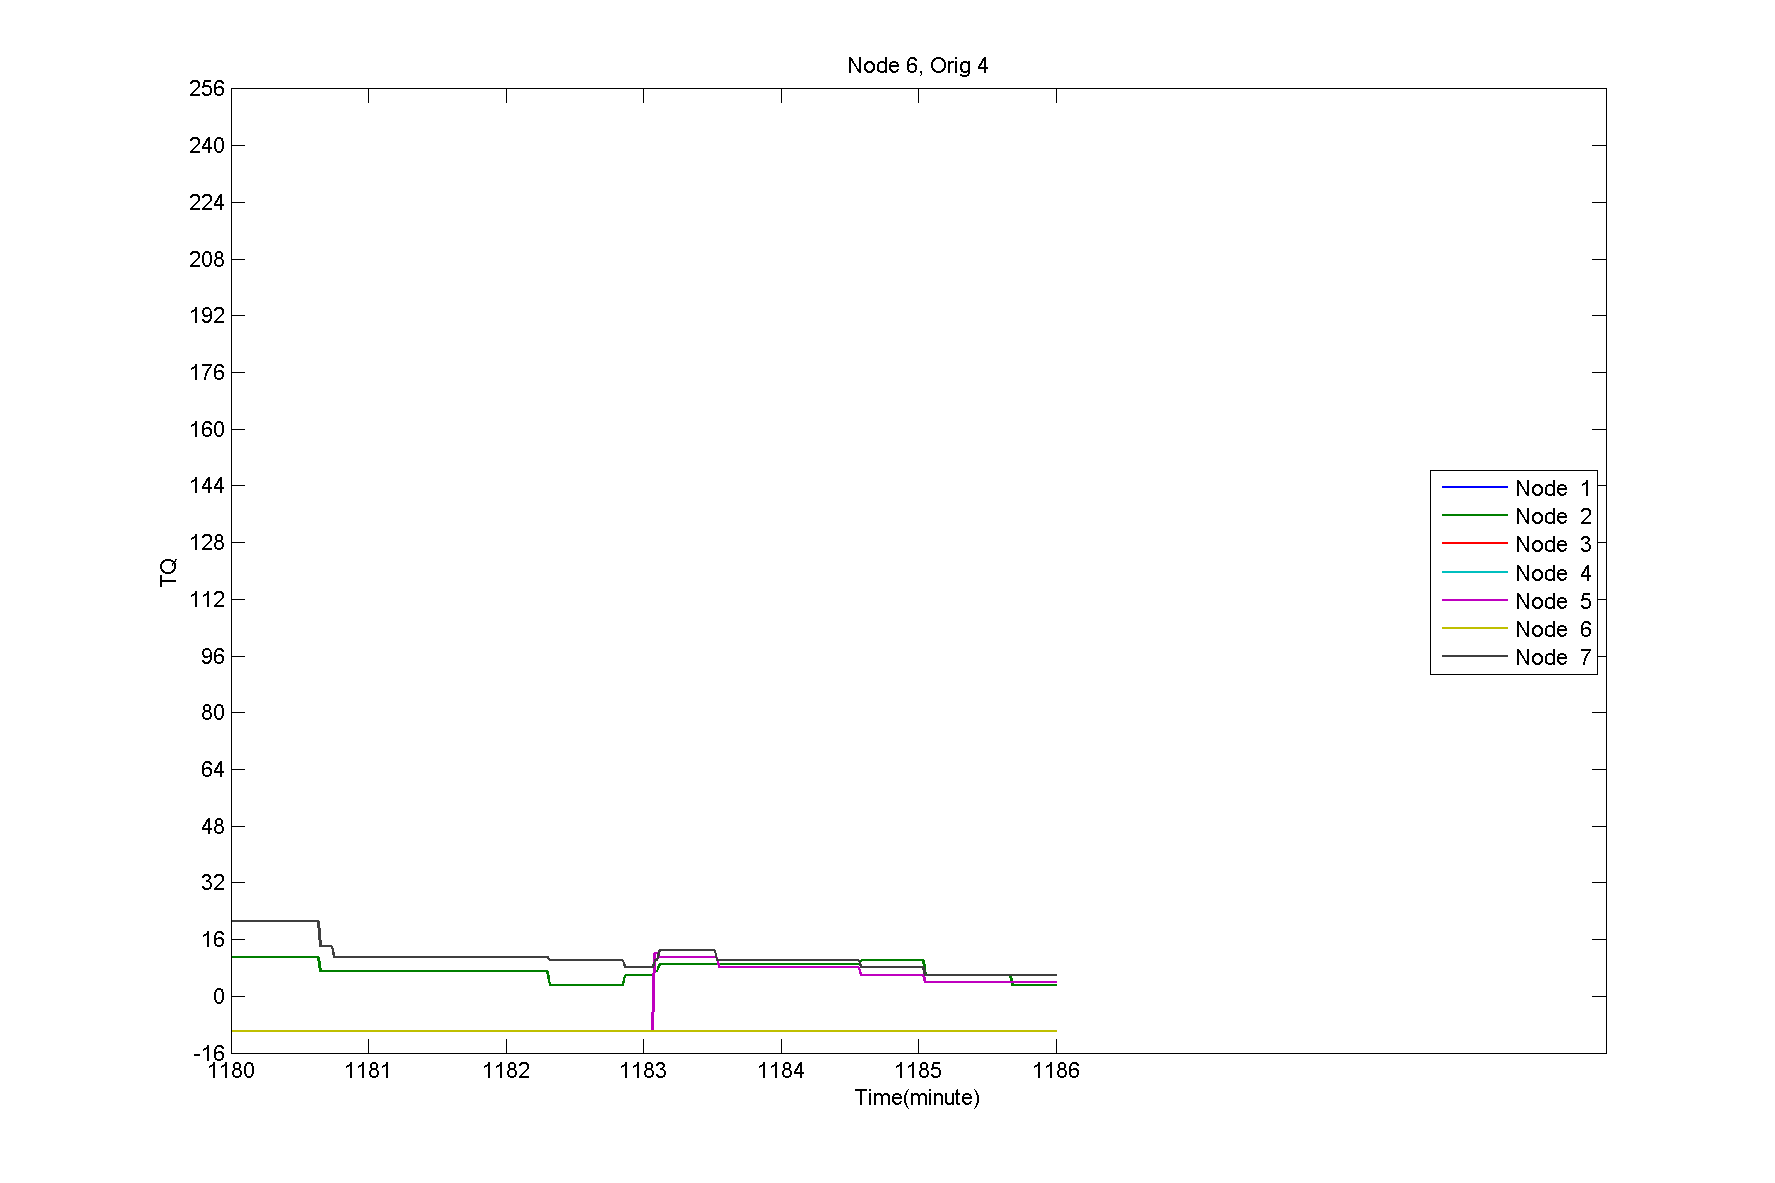 Node 6, Orig 4
256
240
224
208
192
176
160
144
128
112
96
80
64
48
32
16
0
-16
TQ
1180 1181 1182 1183 1184 1185 1186
Time(minute)
Node 1
Node 2
Node 3
Node 4
Node 5
Node 6
Node 7